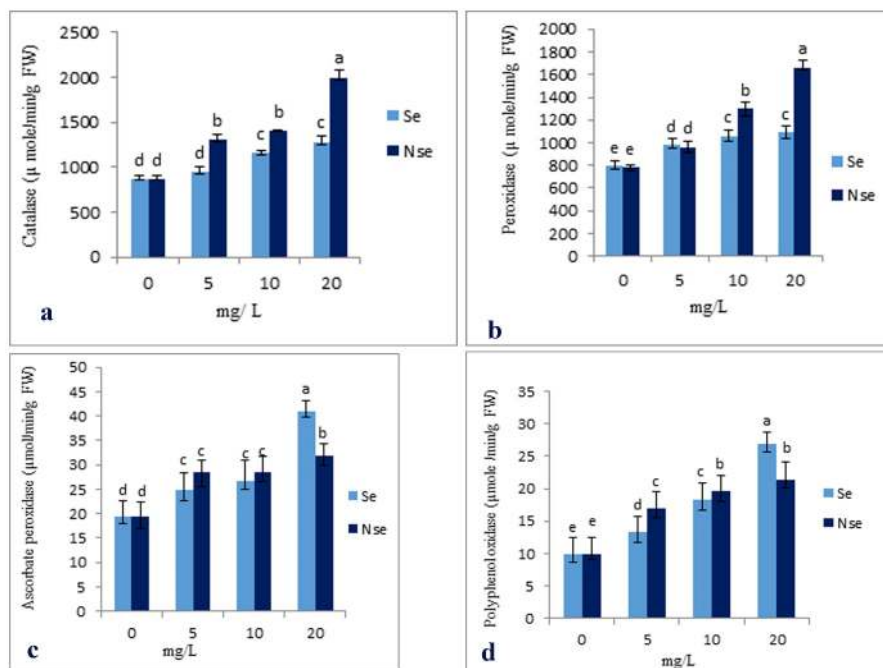 Catalase (µ mole/min/g FW)
2500
2000
1500
1000
500
0
d d d b c b c a
0 5 10 20
mg/ L
Se
Nse
a
Peroxidase (µ mole/min/g FW)
2000
1800
1600
1400
1200
1000
800
600
400
200
0
e e d d c b c a
0 5 10 20
mg/L
Se
Nse
b
Ascorbate peroxidase (µmol/min/g FW)
50
45
40
35
30
25
20
15
10
5
0
d d c c c c a b
0 5 10 20
mg/L
Se
Nse
c
Polyphenoloxidase (µmole /min/g FW)
35
30
25
20
15
10
5
0
e e d c c b a b
0 5 10 20
mg/L
Se
Nse
d